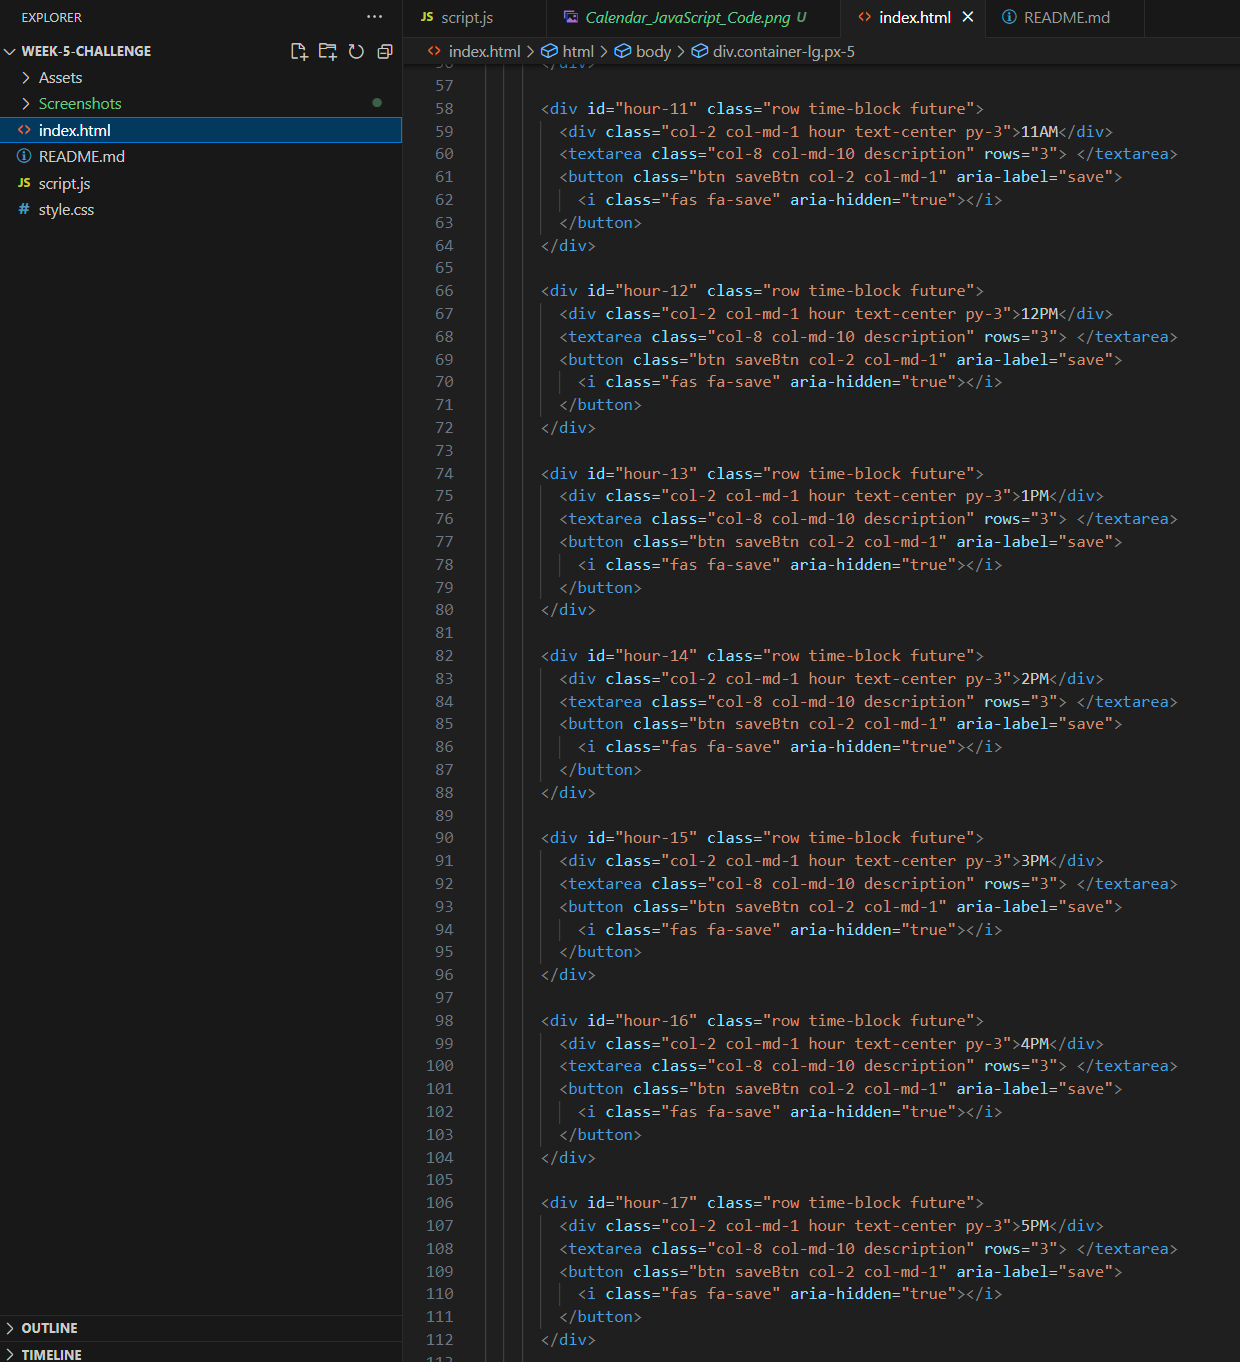 EXPLORER
WEEK-5-CHALLENGE
Assets
Screenshots
index.html
README.md
JS script.js
# style.css
OUTLINE
TIMELINE
JS script.js
Calendar_JavaScript_Code.png U
index.html
README.md
index.html > html > body > div.container-lg.px-5
56 </div>
57
58 <div id="hour-11" class="row time-block future">
59 <div class="col-2 col-md-1 hour text-center py-3">11AM</div>
60 <textarea class="col-8 col-md-10 description" rows="3"> </textarea>
61 <button class="btn saveBtn col-2 col-md-1" aria-label="save">
62 <i class="fas fa-save" aria-hidden="true"></i>
63 </button>
64 </div>
65
66 <div id="hour-12" class="row time-block future">
67 <div class="col-2 col-md-1 hour text-center py-3">12PM</div>
68 <textarea class="col-8 col-md-10 description" rows="3"> </textarea>
69 <button class="btn saveBtn col-2 col-md-1" aria-label="save">
70 <i class="fas fa-save" aria-hidden="true"></i>
71 </button>
72 </div>
73
74 <div id="hour-13" class="row time-block future">
75 <div class="col-2 col-md-1 hour text-center py-3">1PM</div>
76 <textarea class="col-8 col-md-10 description" rows="3"> </textarea>
77 <button class="btn saveBtn col-2 col-md-1" aria-label="save">
78 <i class="fas fa-save" aria-hidden="true"></i>
79 </button>
80 </div>
81
82 <div id="hour-14" class="row time-block future">
83 <div class="col-2 col-md-1 hour text-center py-3">2PM</div>
84 <textarea class="col-8 col-md-10 description" rows="3"> </textarea>
85 <button class="btn saveBtn col-2 col-md-1" aria-label="save">
86 <i class="fas fa-save" aria-hidden="true"></i>
87 </button>
88 </div>
89
90 <div id="hour-15" class="row time-block future">
91 <div class="col-2 col-md-1 hour text-center py-3">3PM</div>
92 <textarea class="col-8 col-md-10 description" rows="3"> </textarea>
93 <button class="btn saveBtn col-2 col-md-1" aria-label="save">
94 <i class="fas fa-save" aria-hidden="true"></i>
95 </button>
96 </div>
97
98 <div id="hour-16" class="row time-block future">
99 <div class="col-2 col-md-1 hour text-center py-3">4PM</div>
100 <textarea class="col-8 col-md-10 description" rows="3"> </textarea>
101 <button class="btn saveBtn col-2 col-md-1" aria-label="save">
102 <i class="fas fa-save" aria-hidden="true"></i>
103 </button>
104 </div>
105
106 <div id="hour-17" class="row time-block future">
107 <div class="col-2 col-md-1 hour text-center py-3">5PM</div>
108 <textarea class="col-8 col-md-10 description" rows="3"> </textarea>
109 <button class="btn saveBtn col-2 col-md-1" aria-label="save">
110 <i class="fas fa-save" aria-hidden="true"></i>
111 </button>
112 </div>
113